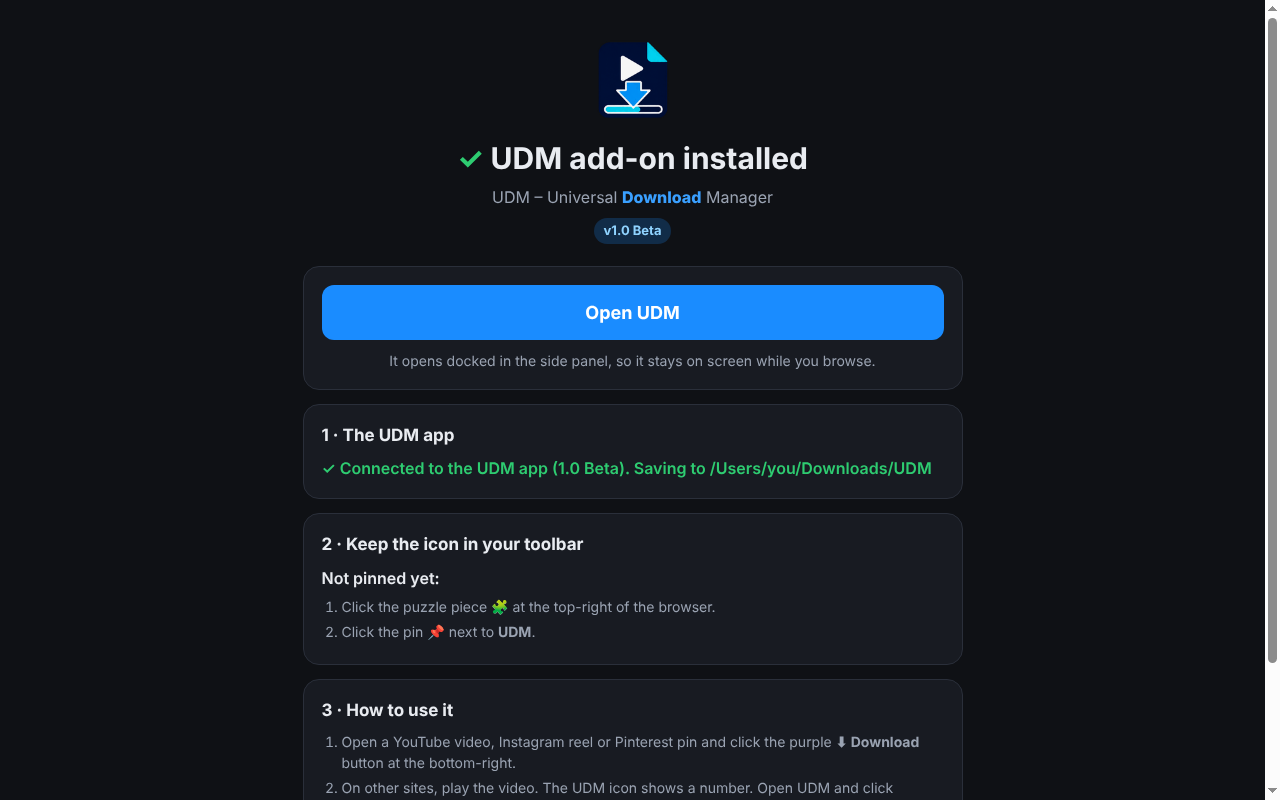 ✓ UDM add-on installed
UDM – Universal Download Manager
v1.0 Beta
Open UDM
It opens docked in the side panel, so it stays on screen while you browse.
1 · The UDM app
✓ Connected to the UDM app (1.0 Beta). Saving to /Users/you/Downloads/UDM
2 · Keep the icon in your toolbar
Not pinned yet:
1. Click the puzzle piece 🧩 at the top-right of the browser.
2. Click the pin 📌 next to UDM.
3 · How to use it
1. Open a YouTube video, Instagram reel or Pinterest pin and click the purple ⬇ Download
button at the bottom-right.
2. On other sites, play the video. The UDM icon shows a number. Open UDM and click